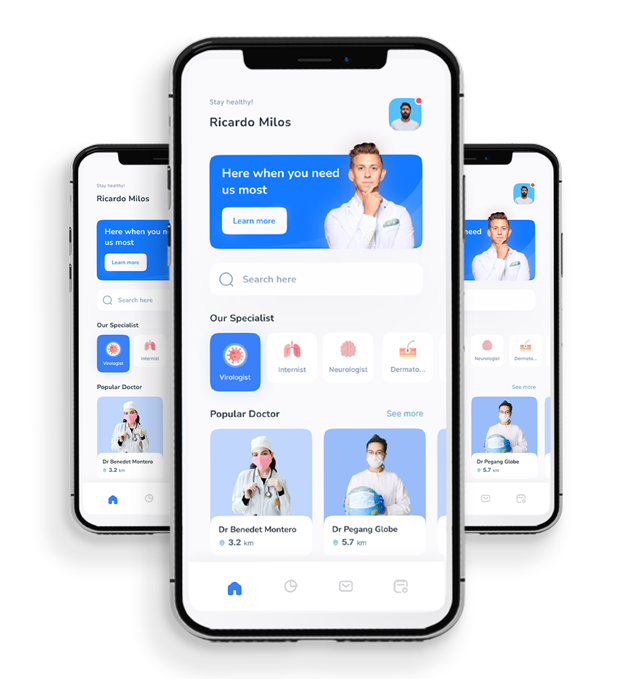 Stay healthy!
Ricardo Milos
Here when you need
us most
Learn more
Search here
Our Specialist
Virologist
Internist
Neurologist
Dermato...
Popular Doctor
See more
Dr Benedet Montero
3.2 km
Dr Pegang Globe
5.7 km
Stay healthy!
Ricardo Milos
Here when you
us most
Learn more
Search here
Our Specialist
Virologist
Internist
Popular Doctor
Dr Benedet Montero
3.2 km
need
Neurologist
Dermato...
See more
Dr Pegang Globe
5.7 km